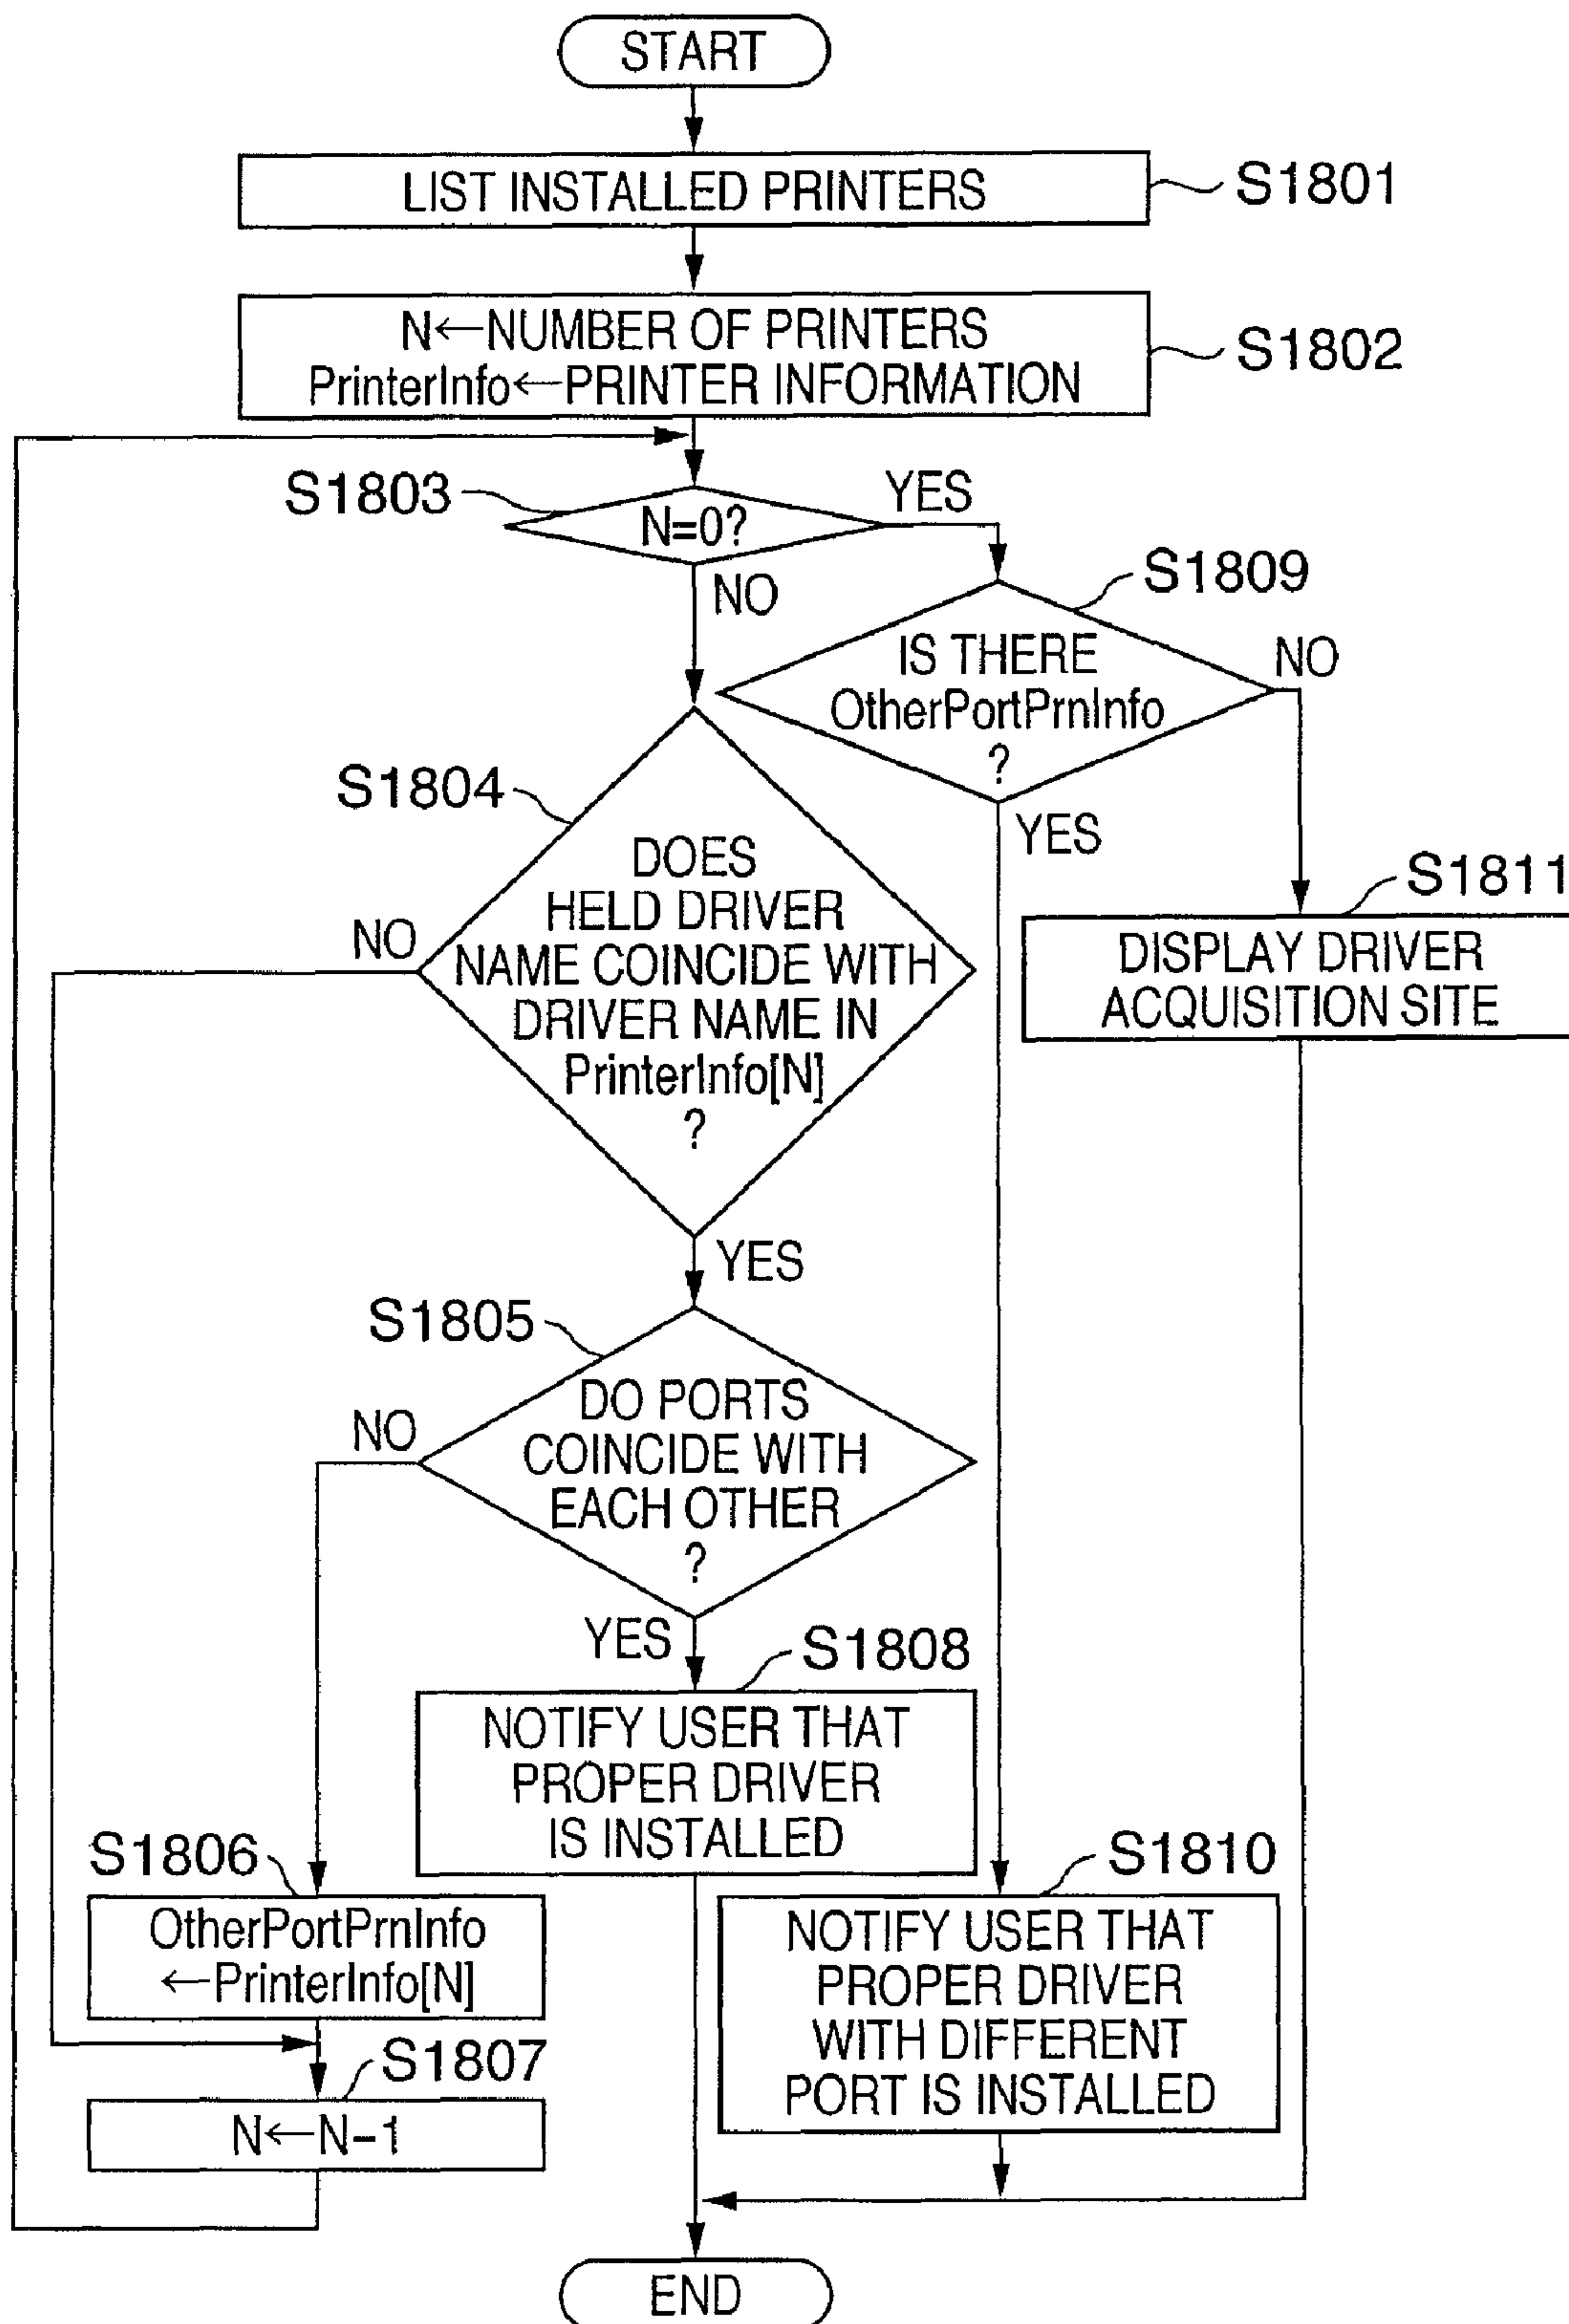 START
LIST INSTALLED PRINTERS
S1801
N←NUMBER OF PRINTERS
PrinterInfo←PRINTER INFORMATION
S1802
S1803
N=0?
YES
NO
S1809
IS THERE
OtherPortPrnInfo
?
NO
YES
S1804
DOES
HELD DRIVER
NAME COINCIDE WITH
DRIVER NAME IN
PrinterInfo[N]
?
NO
YES
S1811
DISPLAY DRIVER
ACQUISITION SITE
S1805
DO PORTS
COINCIDE WITH
EACH OTHER
?
NO
YES
S1808
NOTIFY USER THAT
PROPER DRIVER
IS INSTALLED
S1806
OtherPortPrnInfo
←PrinterInfo[N]
S1810
NOTIFY USER THAT
PROPER DRIVER
WITH DIFFERENT
PORT IS INSTALLED
S1807
N←N−1
END